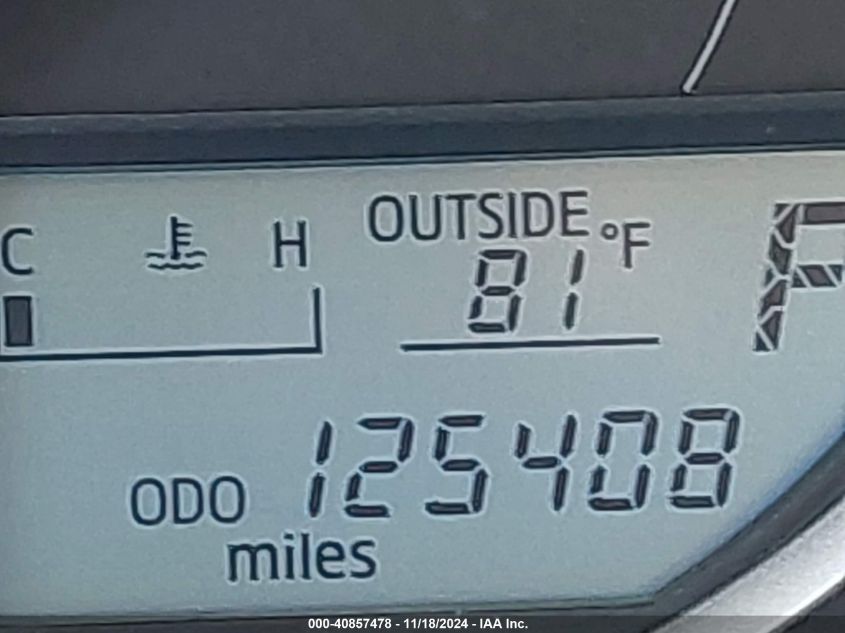 C H OUTSIDE °F F
81
ODO 125408
miles
000-40857478 - 11/18/2024 - IAA Inc.